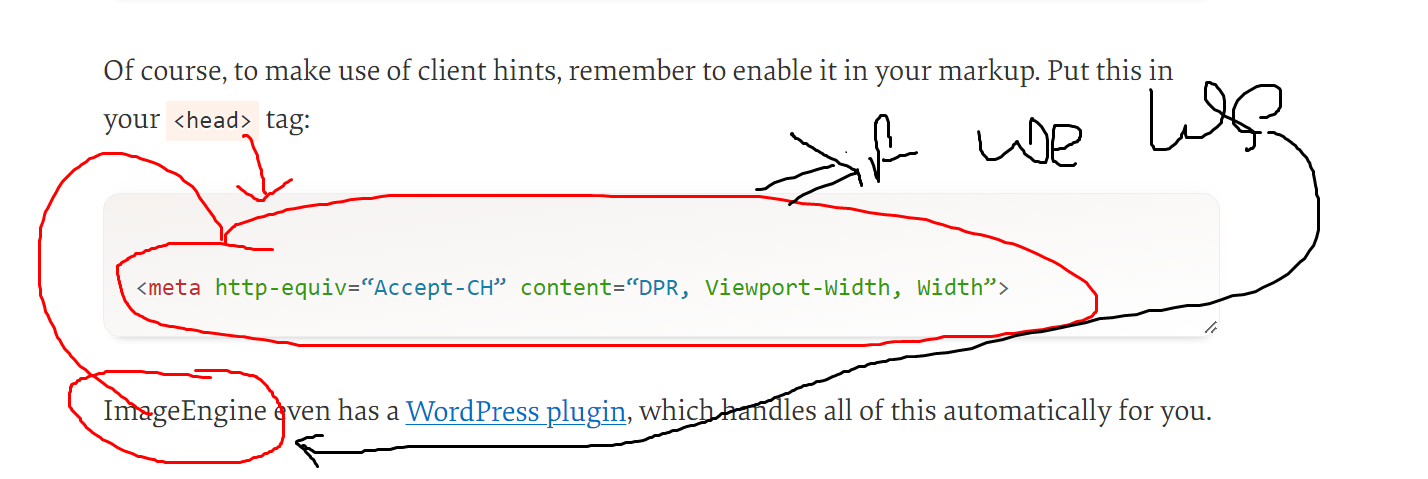 Of course, to make use of client hints, remember to enable it in your markup. Put this in
your <head> tag:
we
<meta http-equiv=“Accept-CH” content=“DPR, Viewport-Width, Width”>
ImageEngine even has a WordPress plugin, which handles all of this automatically for you.